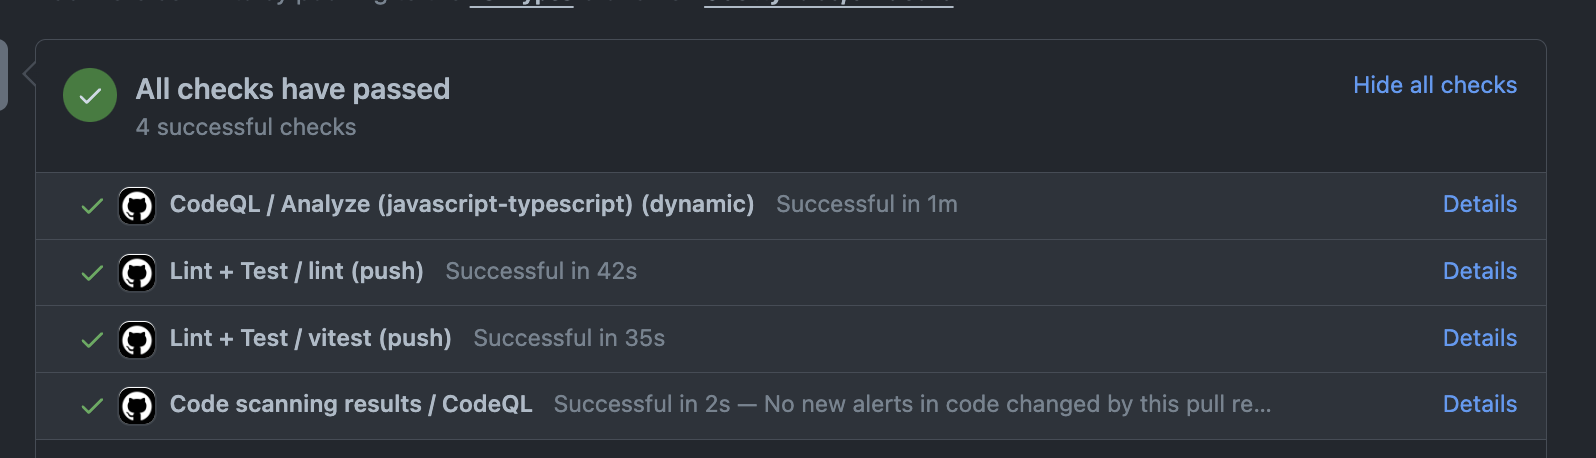 All checks have passed
Hide all checks
4 successful checks
CodeQL / Analyze (javascript-typescript) (dynamic) Successful in 1m Details
Lint + Test / lint (push) Successful in 42s Details
Lint + Test / vitest (push) Successful in 35s Details
Code scanning results / CodeQL Successful in 2s — No new alerts in code changed by this pull re... Details